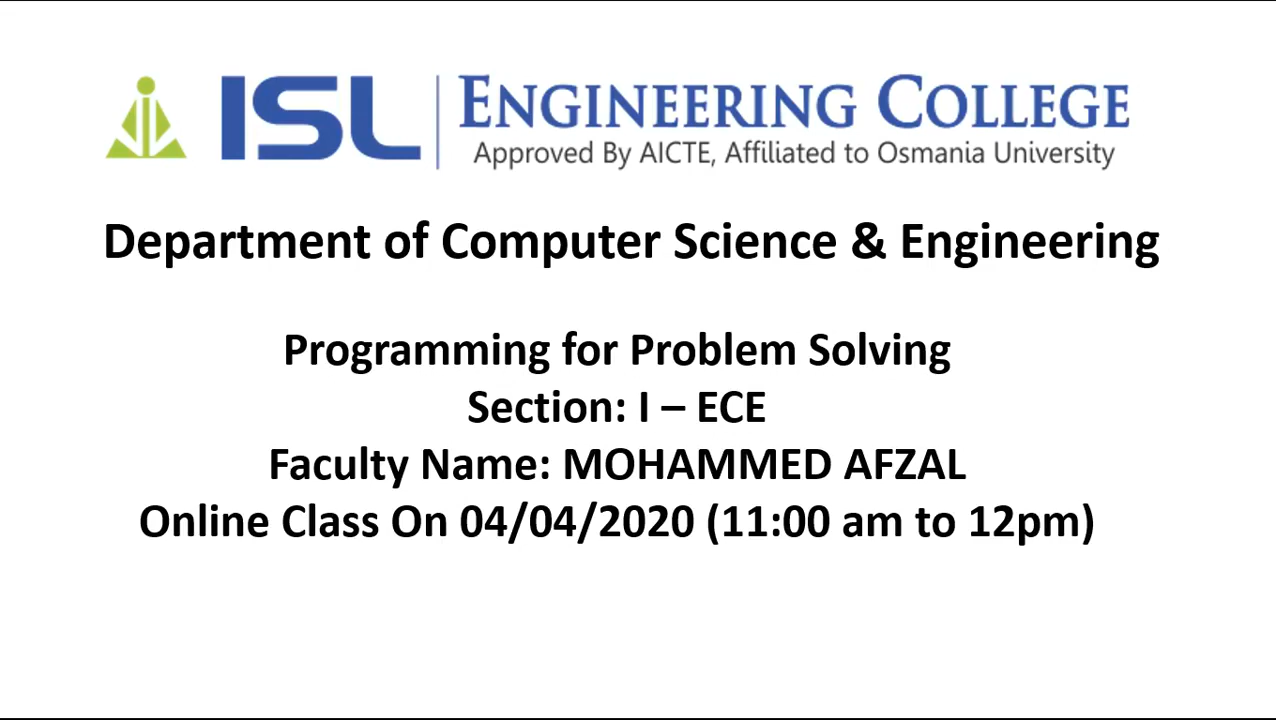 ISL ENGINEERING COLLEGE
Approved By AICTE, Affiliated to Osmania University
Department of Computer Science & Engineering
Programming for Problem Solving
Section: I – ECE
Faculty Name: MOHAMMED AFZAL
Online Class On 04/04/2020 (11:00 am to 12pm)